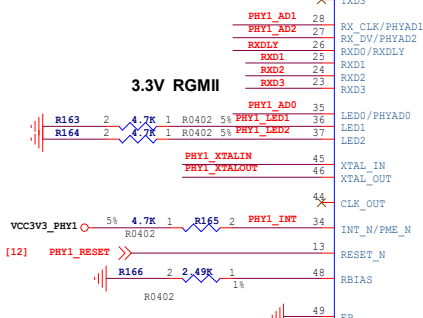 TXD3
PHY1_AD1 28 RX_CLK/PHYAD1
PHY1_AD2 27 RX_DV/PHYAD2
RXDLY 26 RXD0/RXDLY
RXD1 25 RXD1
RXD2 24 RXD2
RXD3 23 RXD3
3.3V RGMII
PHY1_AD0 35 LED0/PHYAD0
R163 2 4.7K 1 R0402 5% PHY1_LED1 36 LED1
R164 2 4.7K 1 R0402 5% PHY1_LED2 37 LED2
PHY1_XTALIN 45 XTAL_IN
PHY1_XTALOUT 46 XTAL_OUT
44 CLK_OUT
VCC3V3_PHY1 5% 4.7K 1 R165 2 PHY1_INT 34 INT_N/PME_N
R0402
[12] PHY1_RESET 13 RESET_N
R166 2 2.49K 1 48 RBIAS
R0402 1%
49 EP